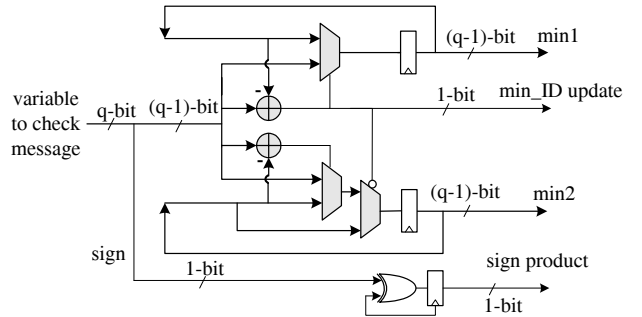 (q-1)-bit
min1
variable
to check
message
q-bit
(q-1)-bit
-
1-bit
min_ID update
-
(q-1)-bit
min2
sign
1-bit
sign product
1-bit